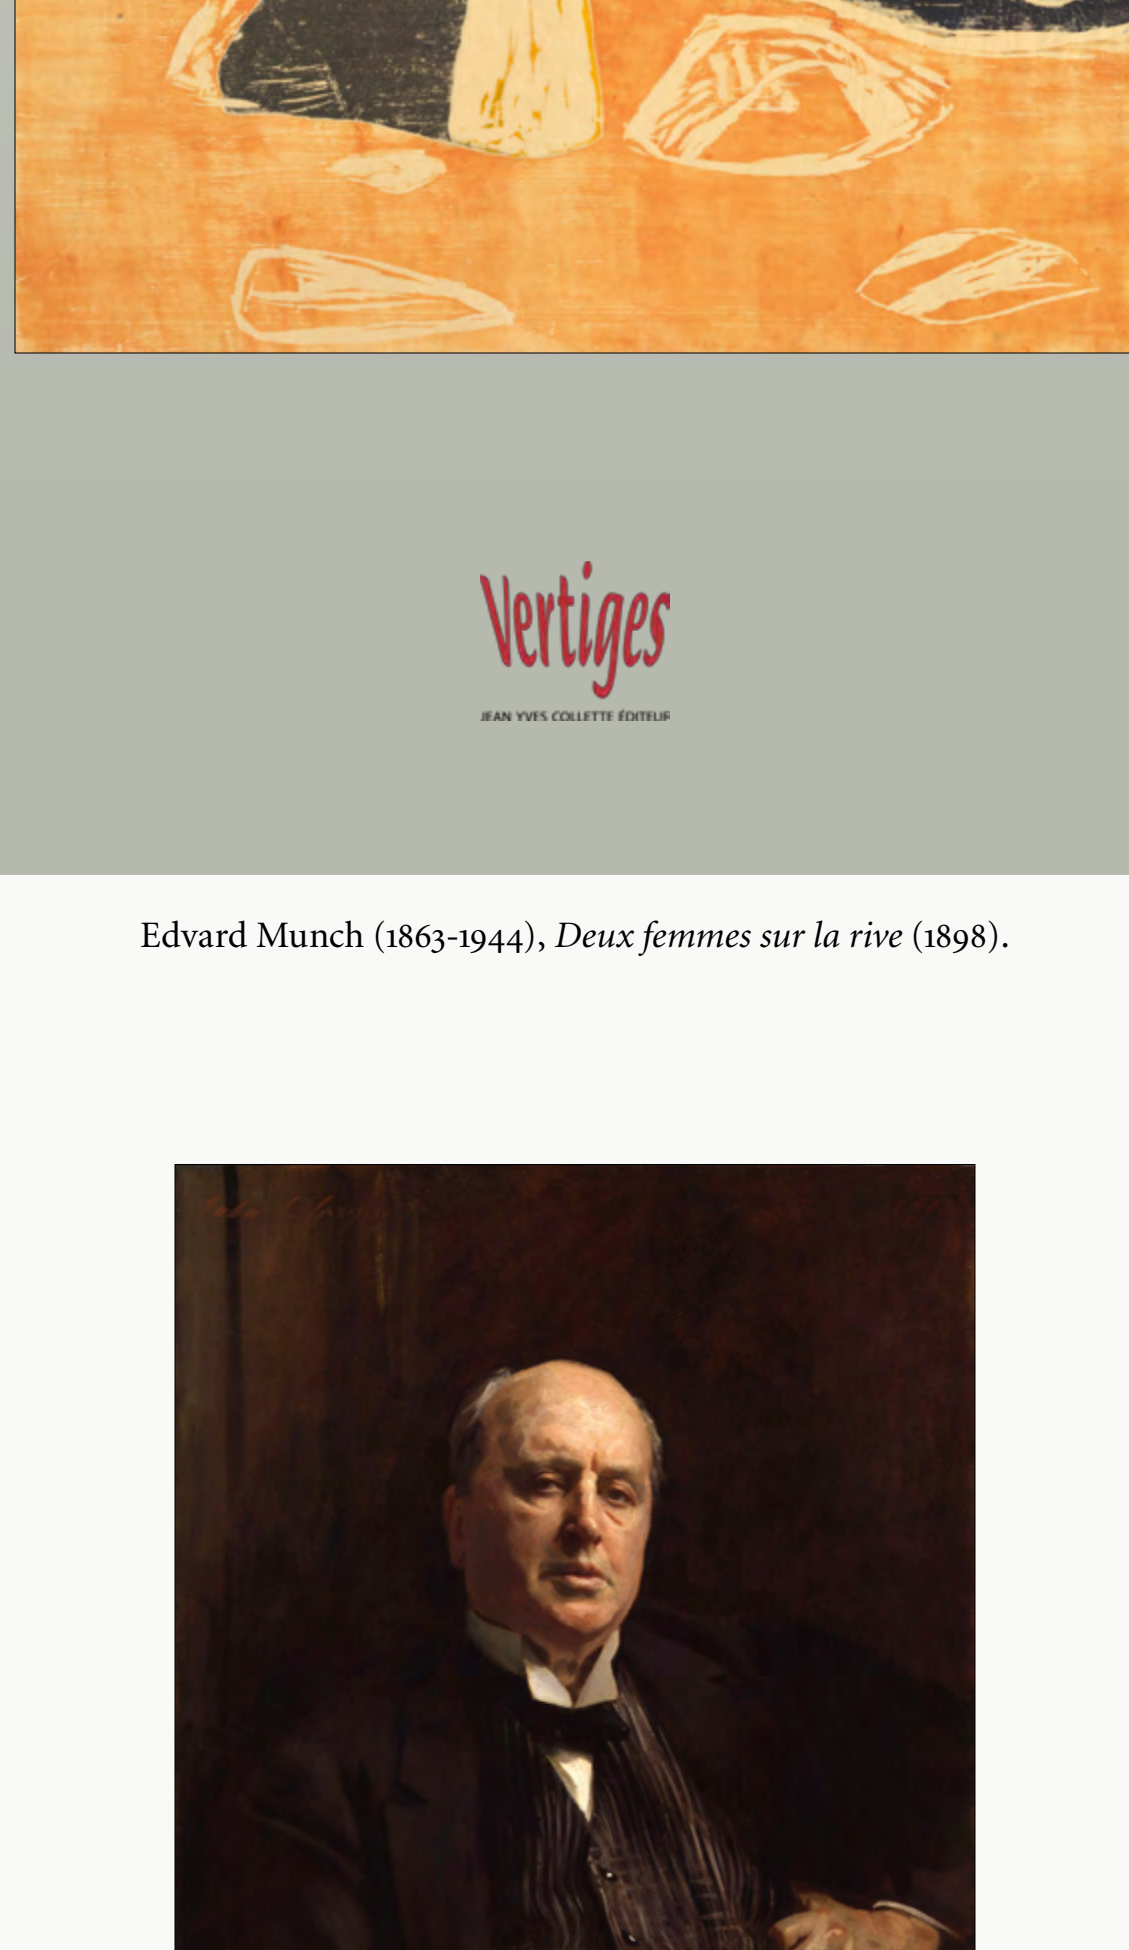 Vertiges
JEAN YVES COLLETTE ÉDITEUR
Edvard Munch (1863-1944), Deux femmes sur la rive (1898).